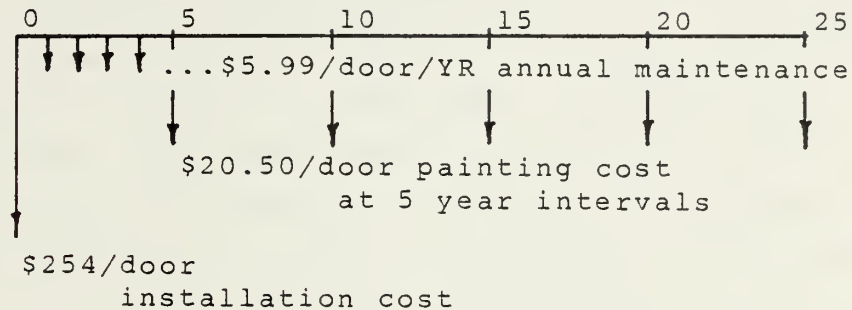 0 5 10 15 20 25
...$5.99/door/YR annual maintenance
$20.50/door painting cost
at 5 year intervals
$254/door
installation cost